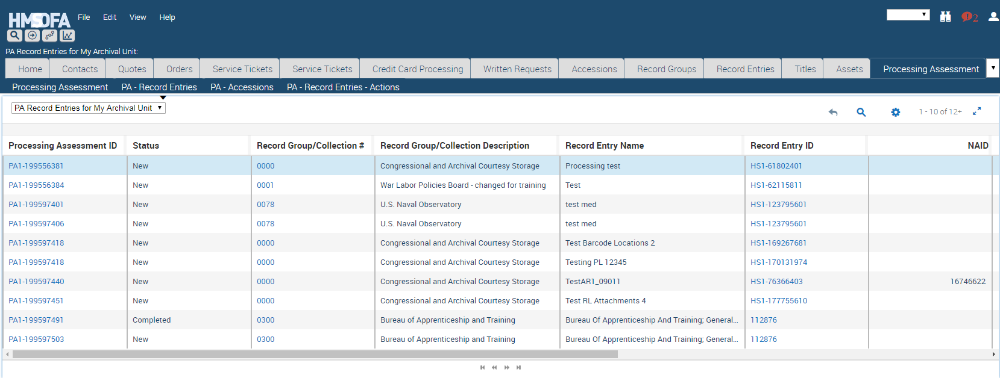 HMSOFA File Edit View Help
2
PA Record Entries for My Archival Unit:
Home Contacts Quotes Orders Service Tickets Service Tickets Credit Card Processing Written Requests Accessions Record Groups Record Entries Titles Assets Processing Assessment
Processing Assessment PA - Record Entries PA - Accessions PA - Record Entries - Actions
PA Record Entries for My Archival Unit 1 - 10 of 12+
Processing Assessment ID Status Record Group/Collection # Record Group/Collection Description Record Entry Name Record Entry ID NAID
PA1-199556381 New 0000 Congressional and Archival Courtesy Storage Processing test HS1-61802401
PA1-199556384 New 0001 War Labor Policies Board - changed for training Test HS1-62115811
PA1-199597401 New 0078 U.S. Naval Observatory test med HS1-123795601
PA1-199597406 New 0078 U.S. Naval Observatory test med HS1-123795601
PA1-199597418 New 0000 Congressional and Archival Courtesy Storage Test Barcode Locations 2 HS1-169267681
PA1-199597418 New 0000 Congressional and Archival Courtesy Storage Testing PL 12345 HS1-170131974
PA1-199597440 New 0000 Congressional and Archival Courtesy Storage TestAR1_09011 HS1-76366403 16746622
PA1-199597451 New 0000 Congressional and Archival Courtesy Storage Test RL Attachments 4 HS1-177755610
PA1-199597491 Completed 0300 Bureau of Apprenticeship and Training Bureau Of Apprenticeship And Training; General... 112876
PA1-199597503 New 0300 Bureau of Apprenticeship and Training Bureau Of Apprenticeship And Training; General... 112876